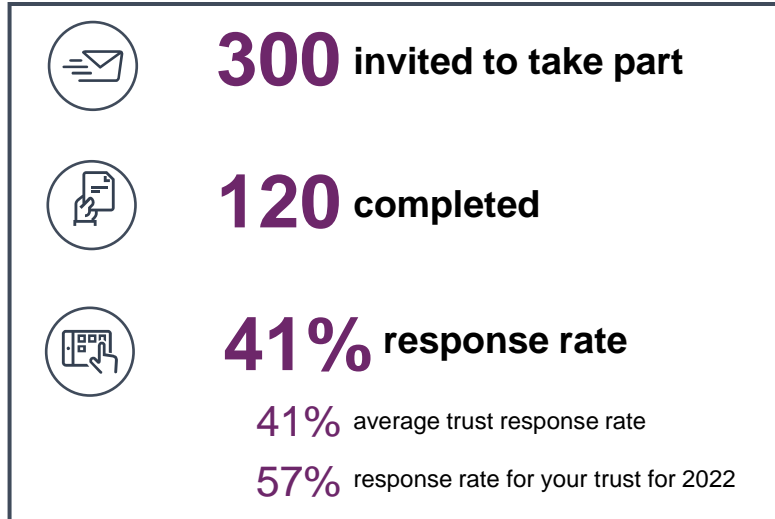 300 invited to take part
120 completed
41% response rate
41% average trust response rate
57% response rate for your trust for 2022